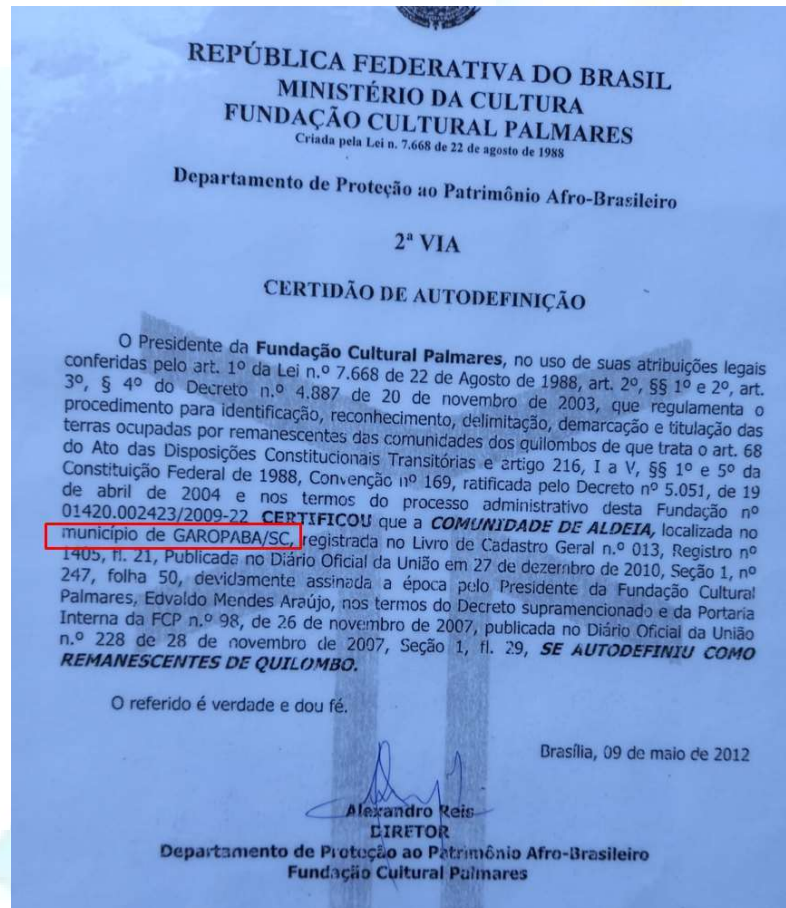 REPÚBLICA FEDERATIVA DO BRASIL
MINISTÉRIO DA CULTURA
FUNDAÇÃO CULTURAL PALMARES
Criada pela Lei n. 7.668 de 22 de agosto de 1988
Departamento de Proteção ao Patrimônio Afro-Brasileiro
2ª VIA
CERTIDÃO DE AUTODEFINIÇÃO
O Presidente da Fundação Cultural Palmares, no uso de suas atribuições legais
conferidas pelo art. 1º da Lei n.º 7.668 de 22 de Agosto de 1988, art. 2º, §§ 1º e 2º, art.
3º, § 4º do Decreto n.º 4.887 de 20 de novembro de 2003, que regulamenta o
procedimento para identificação, reconhecimento, delimitação, demarcação e titulação das
terras ocupadas por remanescentes das comunidades dos quilombos de que trata o art. 68
do Ato das Disposições Constitucionais Transitórias e artigo 216, I a V, §§ 1º e 5º da
Constituição Federal de 1988, Convenção nº 169, ratificada pelo Decreto nº 5.051, de 19
de abril de 2004 e nos termos do processo administrativo desta Fundação nº
01420.002423/2009-22 CERTIFICOU que a COMUNIDADE DE ALDEIA, localizada no
município de GAROPABA/SC, registrada no Livro de Cadastro Geral n.º 013, Registro nº
1405, fl. 21, Publicada no Diário Oficial da União em 27 de dezembro de 2010, Seção 1, nº
247, folha 50, devidamente assinada a época pelo Presidente da Fundação Cultural
Palmares, Edvaldo Mendes Araújo, nos termos do Decreto supramencionado e da Portaria
Interna da FCP n.º 98, de 26 de novembro de 2007, publicada no Diário Oficial da União
n.º 228 de 28 de novembro de 2007, Seção 1, fl. 29, SE AUTODEFINIU COMO
REMANESCENTES DE QUILOMBO.
O referido é verdade e dou fé.
Brasília, 09 de maio de 2012
Alexandro Reis
DIRETOR
Departamento de Proteção ao Patrimônio Afro-Brasileiro
Fundação Cultural Palmares